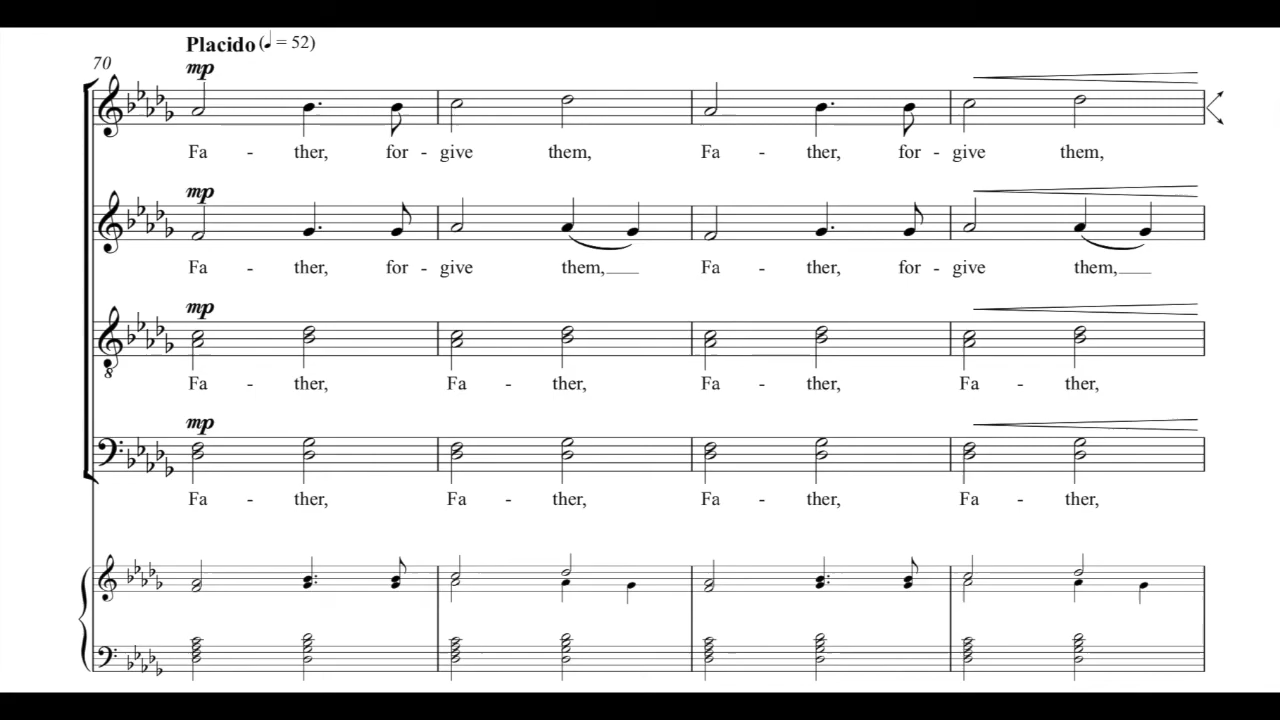 Placido (♩ = 52)
70
mp
Fa - ther, for - give them, Fa - ther, for - give them,
mp
Fa - ther, for - give them, Fa - ther, for - give them,
mp
8
Fa - ther, Fa - ther, Fa - ther, Fa - ther,
mp
Fa - ther, Fa - ther, Fa - ther, Fa - ther,